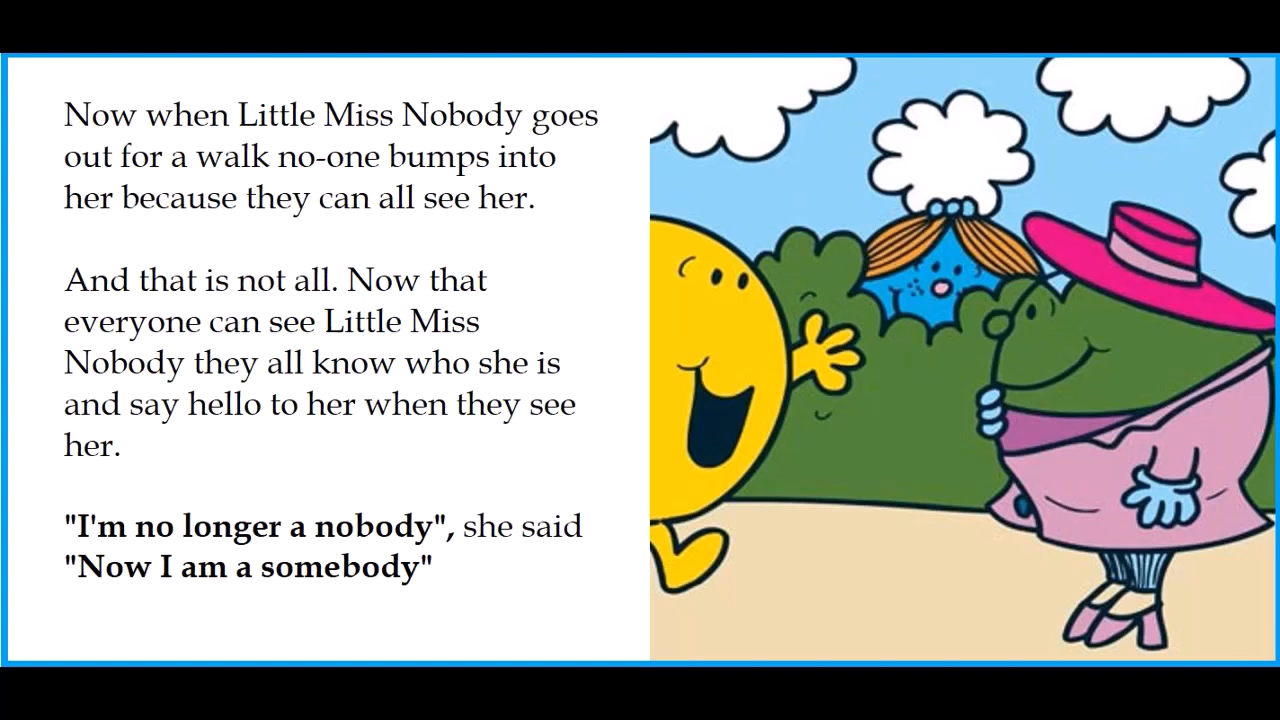 Now when Little Miss Nobody goes
out for a walk no-one bumps into
her because they can all see her.
And that is not all. Now that
everyone can see Little Miss
Nobody they all know who she is
and say hello to her when they see
her.
"I'm no longer a nobody", she said
"Now I am a somebody"